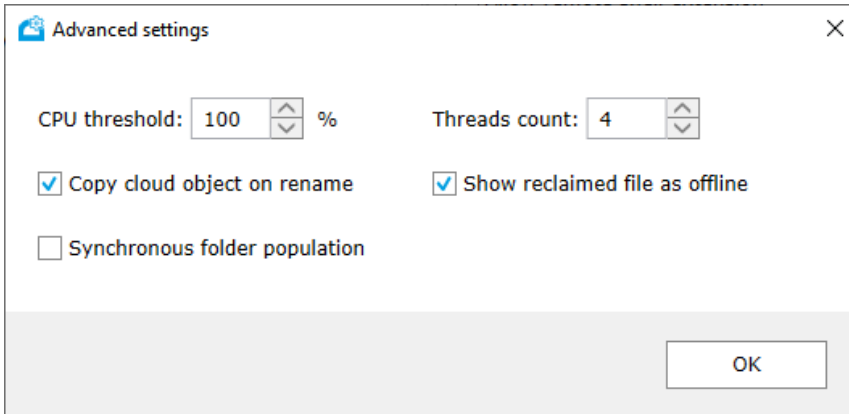 Advanced settings
CPU threshold: 100 % Threads count: 4
Copy cloud object on rename Show reclaimed file as offline
Synchronous folder population
OK